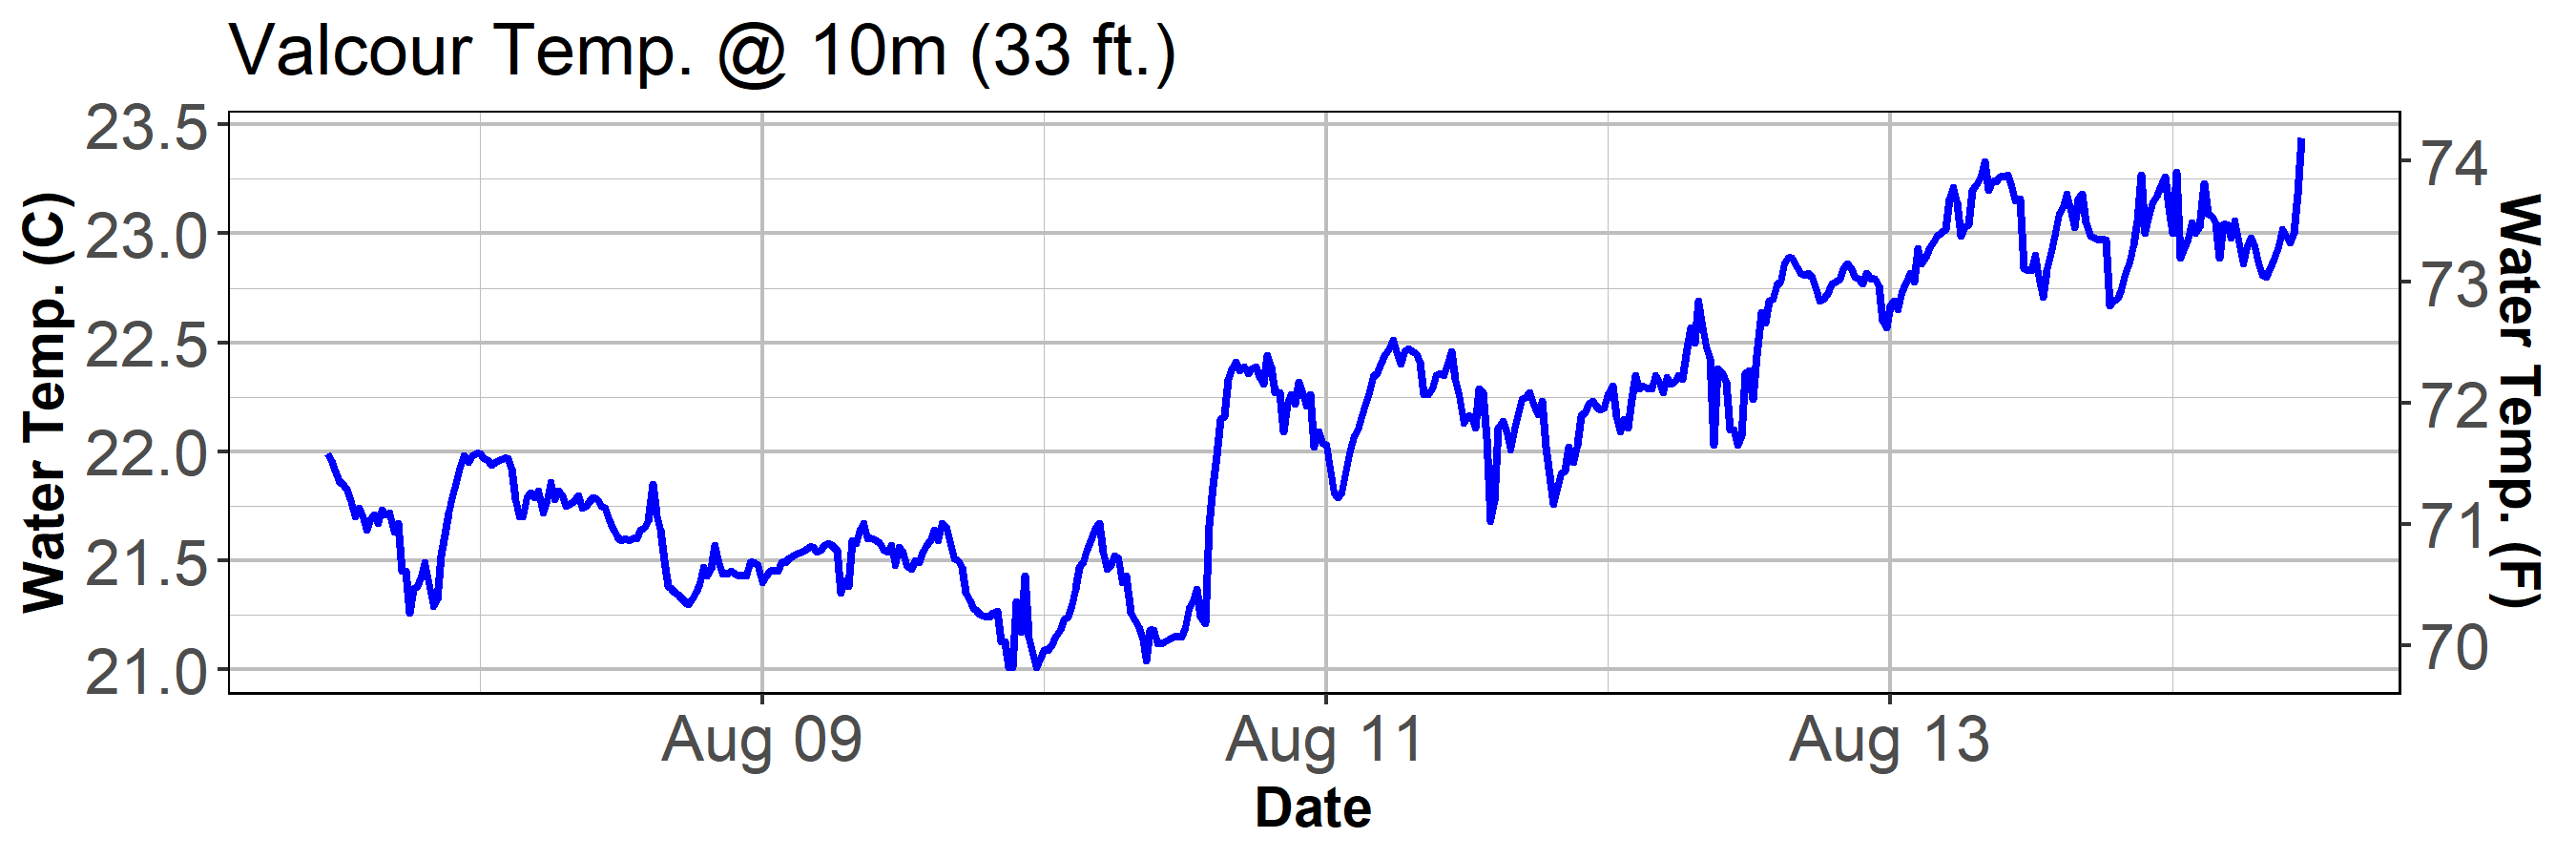 Valcour Temp. @ 10m (33 ft.)
Water Temp. (C)
23.5
23.0
22.5
22.0
21.5
21.0
74
73
72
71
70
Water Temp. (F)
Aug 09 Aug 11 Aug 13
Date